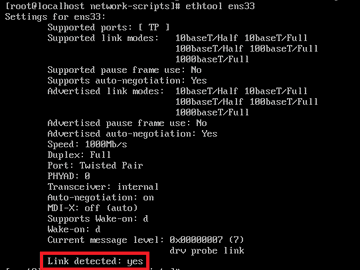 [root@localhost network-scripts]# ethtool ens33
Settings for ens33:
Supported ports: [ TP ]
Supported link modes: 10baseT/Half 10baseT/Full
100baseT/Half 100baseT/Full
1000baseT/Full
Supported pause frame use: No
Supports auto-negotiation: Yes
Advertised link modes: 10baseT/Half 10baseT/Full
100baseT/Half 100baseT/Full
1000baseT/Full
Advertised pause frame use: No
Advertised auto-negotiation: Yes
Speed: 1000Mb/s
Duplex: Full
Port: Twisted Pair
PHYAD: 0
Transceiver: internal
Auto-negotiation: on
MDI-X: off (auto)
Supports Wake-on: d
Wake-on: d
Current message level: 0x00000007 (7)
drv probe link
Link detected: yes